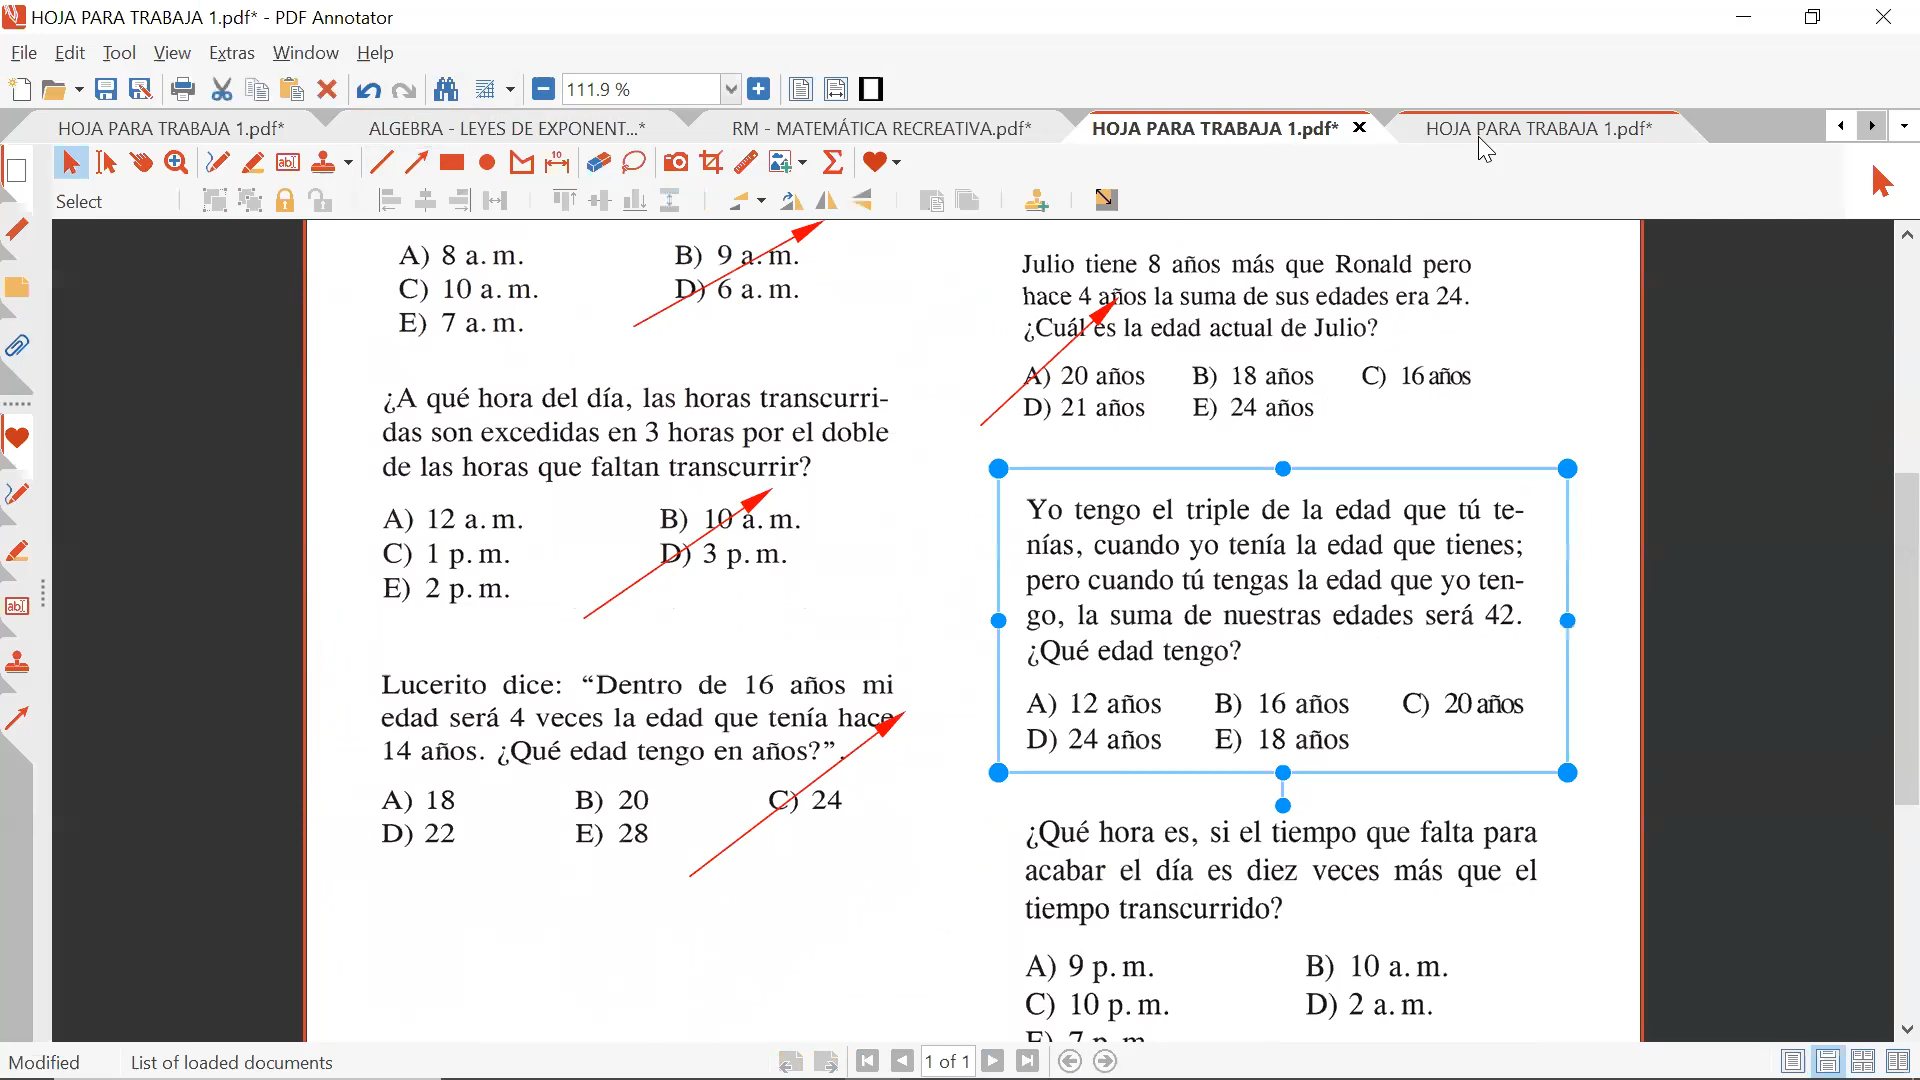 HOJA PARA TRABAJA 1.pdf* - PDF Annotator
File Edit Tool View Extras Window Help
111.9 %
HOJA PARA TRABAJA 1.pdf*
ALGEBRA - LEYES DE EXPONENT...*
RM - MATEMÁTICA RECREATIVA.pdf*
HOJA PARA TRABAJA 1.pdf*
HOJA PARA TRABAJA 1.pdf*
Select
A) 8 a. m. B) 9 a. m.
C) 10 a. m. D) 6 a. m.
E) 7 a. m.
¿A qué hora del día, las horas transcurri-
das son excedidas en 3 horas por el doble
de las horas que faltan transcurrir?
A) 12 a. m. B) 10 a. m.
C) 1 p. m. D) 3 p. m.
E) 2 p. m.
Lucerito dice: “Dentro de 16 años mi
edad será 4 veces la edad que tenía hace
14 años. ¿Qué edad tengo en años?”.
A) 18 B) 20 C) 24
D) 22 E) 28
Julio tiene 8 años más que Ronald pero
hace 4 años la suma de sus edades era 24.
¿Cuál es la edad actual de Julio?
A) 20 años B) 18 años C) 16 años
D) 21 años E) 24 años
Yo tengo el triple de la edad que tú te-
nías, cuando yo tenía la edad que tienes;
pero cuando tú tengas la edad que yo ten-
go, la suma de nuestras edades será 42.
¿Qué edad tengo?
A) 12 años B) 16 años C) 20 años
D) 24 años E) 18 años
¿Qué hora es, si el tiempo que falta para
acabar el día es diez veces más que el
tiempo transcurrido?
A) 9 p. m. B) 10 a. m.
C) 10 p. m. D) 2 a. m.
E) 7 p. m.
Modified List of loaded documents 1 of 1